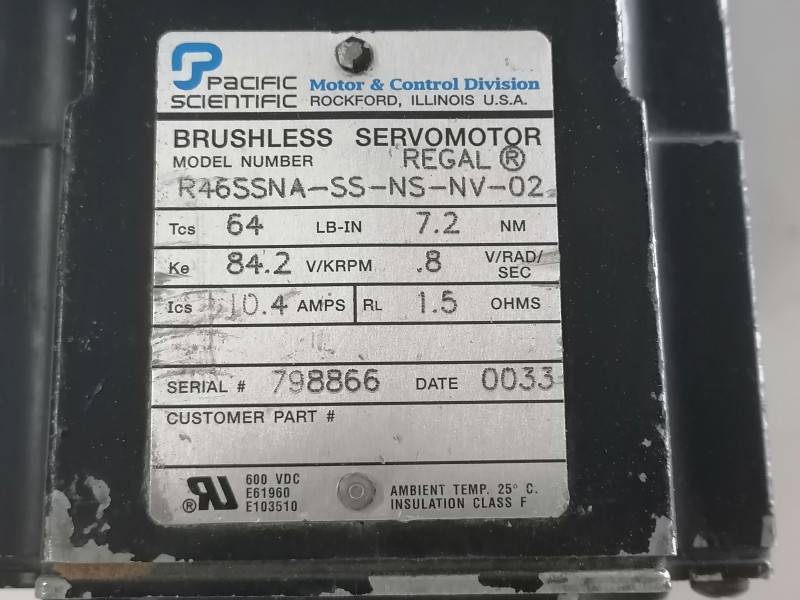 PACIFIC SCIENTIFIC Motor & Control Division
ROCKFORD, ILLINOIS U.S.A.
BRUSHLESS SERVOMOTOR
MODEL NUMBER REGAL ®
R46SSNA-SS-NS-NV-02
Tcs 64 LB-IN 7.2 NM
Ke 84.2 V/KRPM .8 V/RAD/SEC
Ics 10.4 AMPS RL 1.5 OHMS
SERIAL # 798866 DATE 0033
CUSTOMER PART #
RU ® 600 VDC
E61960
E103510
AMBIENT TEMP. 25° C.
INSULATION CLASS F